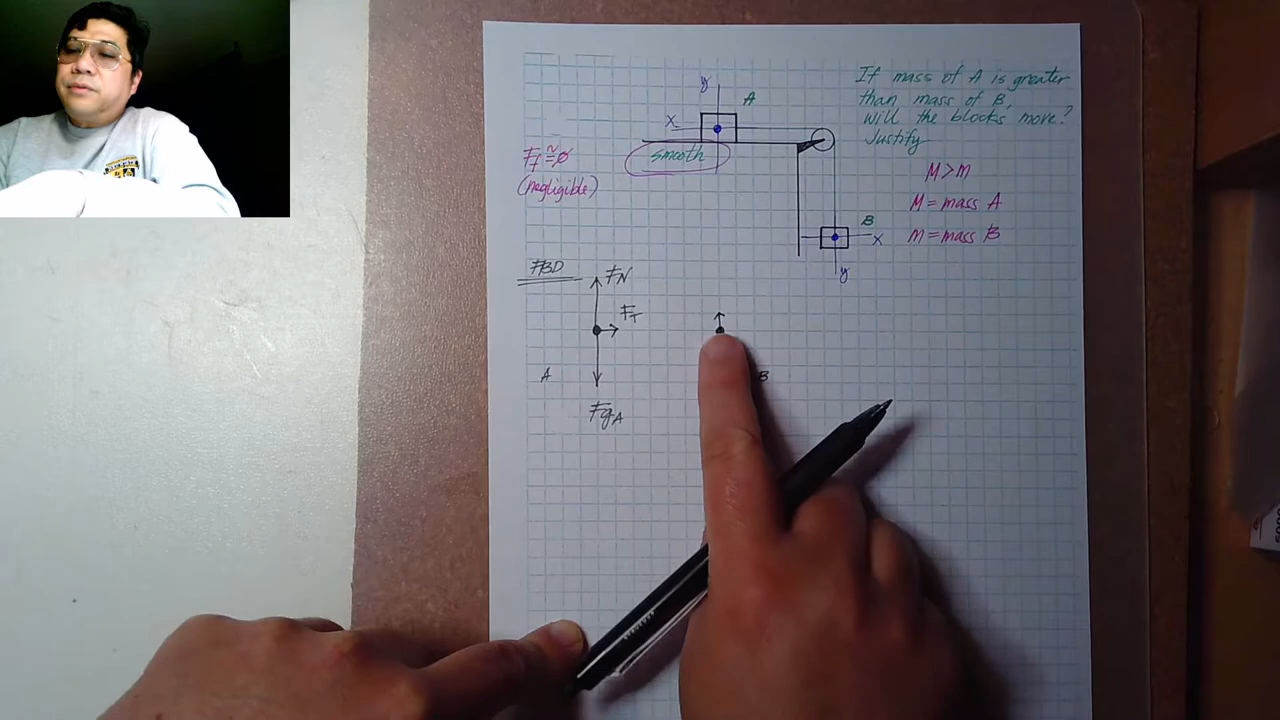 If mass of A is greater
than mass of B,
will the blocks move?
Justify
M>m
M = mass A
m = mass B
y
A
x
smooth
Ff ≈ 0
(negligible)
B
x
y
FBD
FN
FT
A
FgA
B